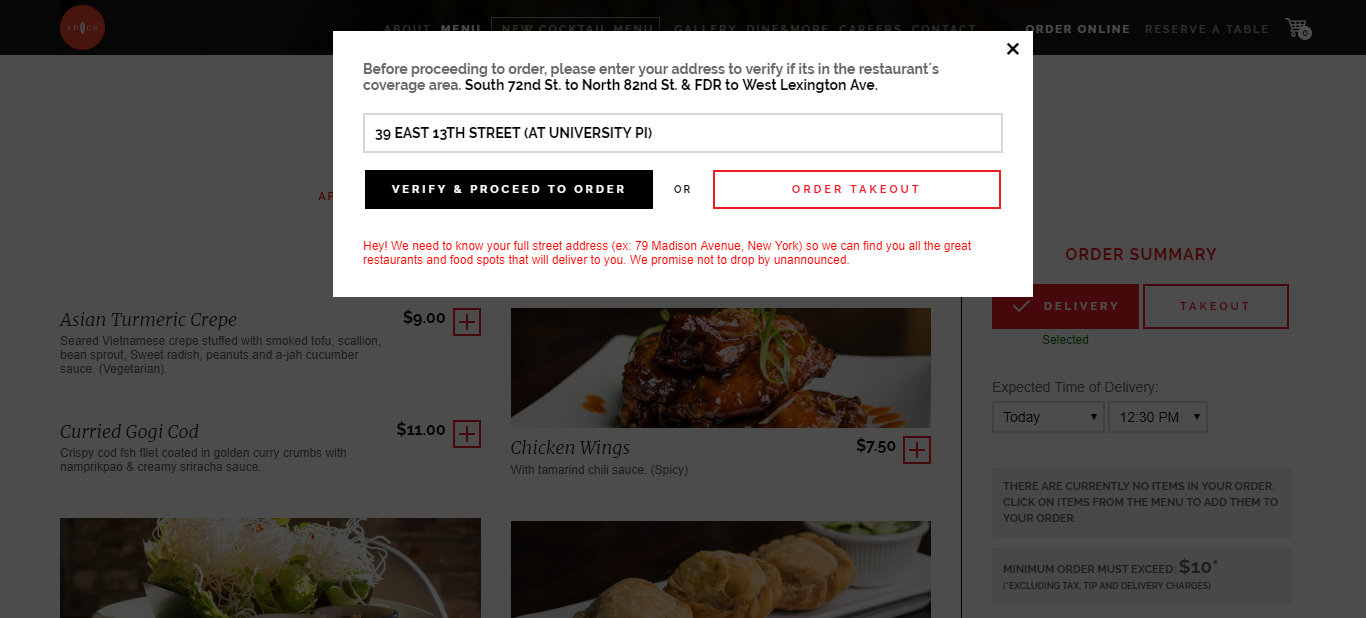 spice
ABOUT MENU NEW COCKTAIL MENU GALLERY DINE&MORE CAREERS CONTACT ORDER ONLINE RESERVE A TABLE 0
Before proceeding to order, please enter your address to verify if its in the restaurant´s
coverage area. South 72nd St. to North 82nd St. & FDR to West Lexington Ave.
39 EAST 13TH STREET (AT UNIVERSITY Pl)
VERIFY & PROCEED TO ORDER OR ORDER TAKEOUT
Hey! We need to know your full street address (ex: 79 Madison Avenue, New York) so we can find you all the great
restaurants and food spots that will deliver to you. We promise not to drop by unannounced.
Asian Turmeric Crepe $9.00
Seared Vietnamese crepe stuffed with smoked tofu, scallion,
bean sprout, Sweet radish, peanuts and a-jah cucumber
sauce. (Vegetarian).
Curried Gogi Cod $11.00
Crispy cod fsh filet coated in golden curry crumbs with
namprikpao & creamy sriracha sauce.
Chicken Wings $7.50
With tamarind chili sauce. (Spicy)
ORDER SUMMARY
DELIVERY TAKEOUT
Selected
Expected Time of Delivery:
Today 12:30 PM
THERE ARE CURRENTLY NO ITEMS IN YOUR ORDER.
CLICK ON ITEMS FROM THE MENU TO ADD THEM TO
YOUR ORDER.
MINIMUM ORDER MUST EXCEED: $10*
(*EXCLUDING TAX, TIP AND DELIVERY CHARGES)